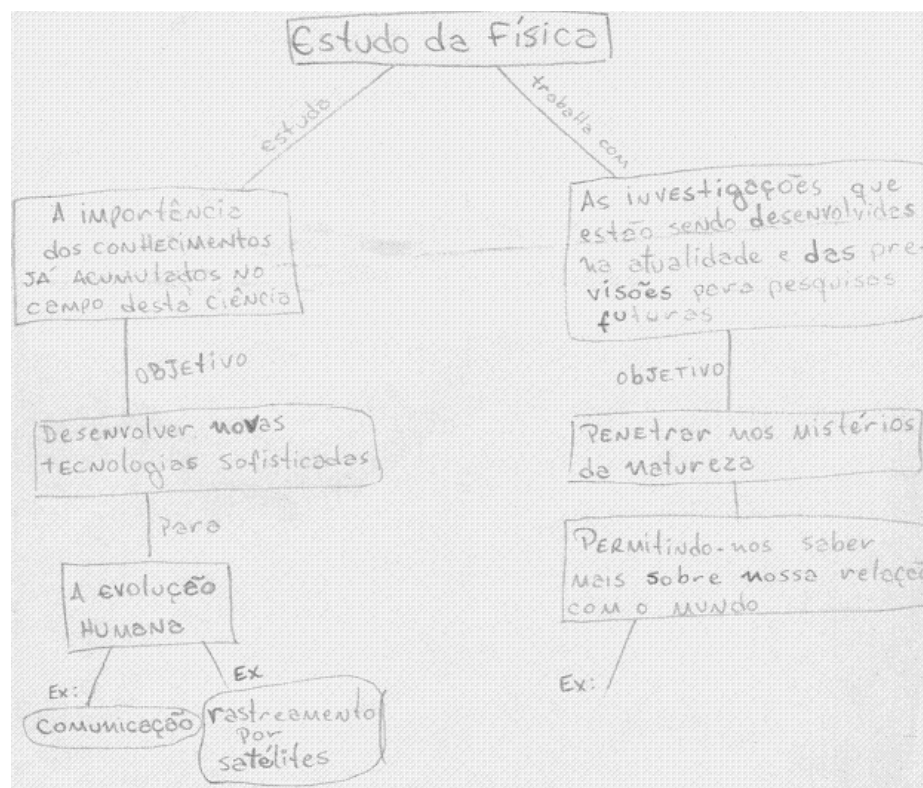 Estudo da Física
estudo
traballa com
A importância
dos conhecimentos
já acumulados no
campo desta ciência
As investigações que
estão sendo desenvolvidas
na atualidade e das pre-
visões para pesquisas
futuras
objetivo
objetivo
Desenvolver novas
tecnologias sofisticadas
Penetrar nos mistérios
da natureza
para
Permitindo-nos saber
mais sobre nossa relação
com o mundo
A evolução
humana
Ex:
Ex
Ex:
Comunicação
rastreamento
por
satélites